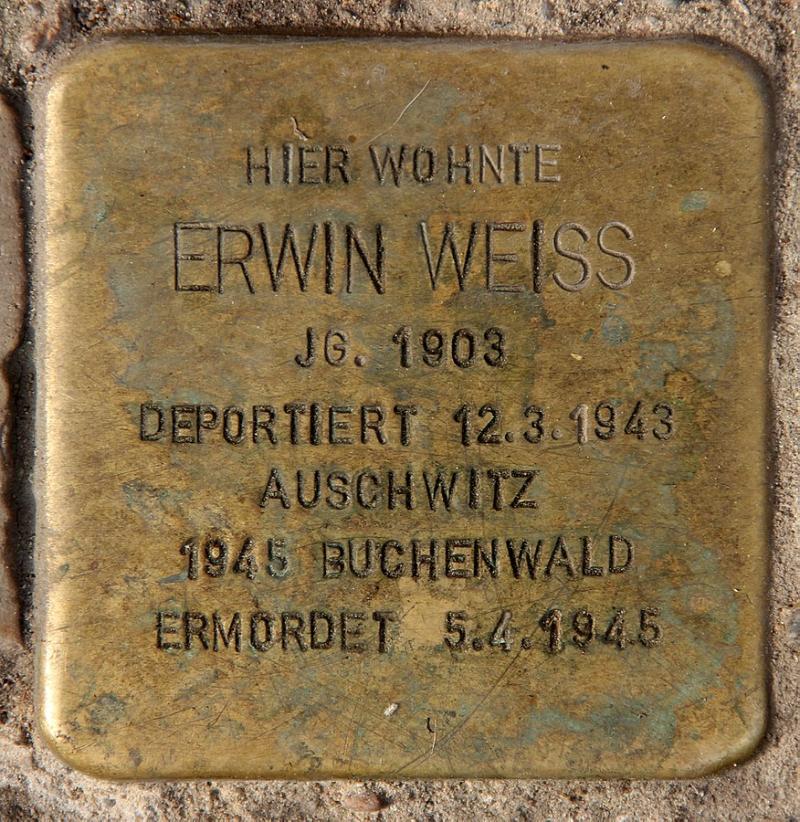 HIER WOHNTE
ERWIN WEISS
JG. 1903
DEPORTIERT 12.3.1943
AUSCHWITZ
1945 BUCHENWALD
ERMORDET 5.4.1945